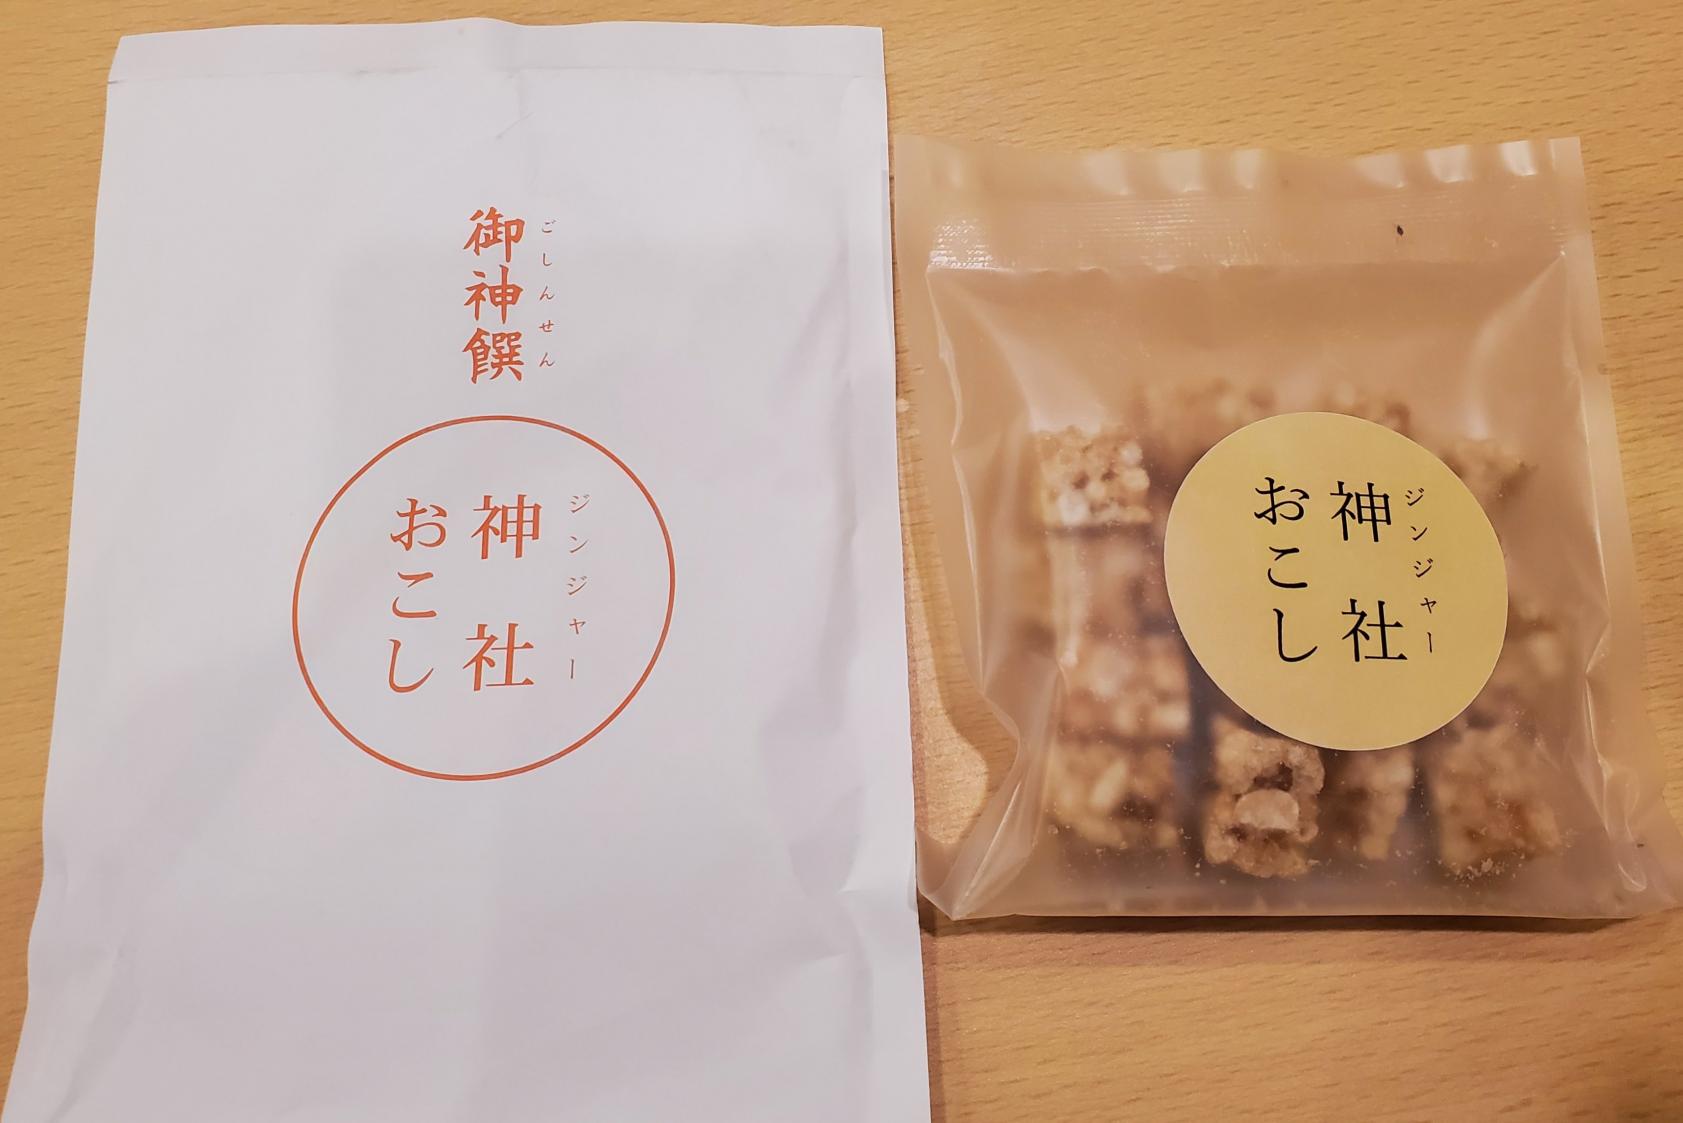 御神饌
ごしんせん
神社
ジンジャー
おこし
神社
ジンジャー
おこし